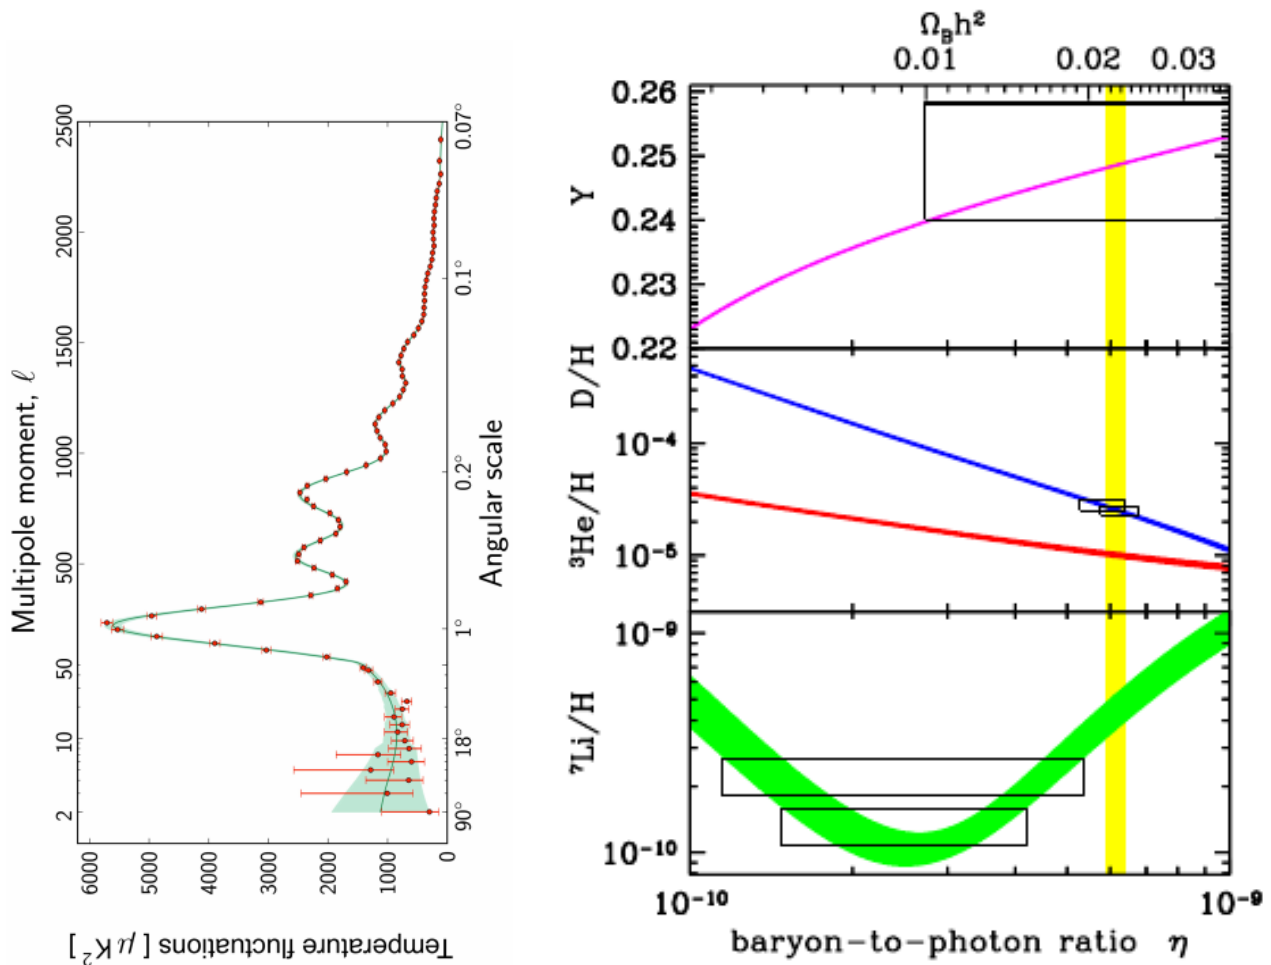 Multipole moment, ℓ
2 10 50 500 1000 1500 2000 2500
90° 18° 1° 0.2° 0.1° 0.07°
Angular scale
6000 5000 4000 3000 2000 1000 0
Temperature fluctuations [ μK² ]
Ω_B h²
0.01 0.02 0.03
0.26
0.25
0.24
0.23
0.22
Y
D/H
³He/H
10⁻⁴
10⁻⁵
⁷Li/H
10⁻⁹
10⁻¹⁰
10⁻¹⁰ 10⁻⁹
baryon-to-photon ratio η